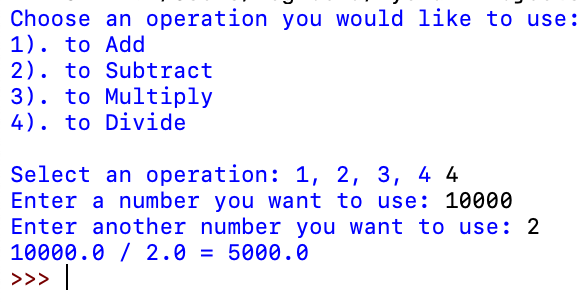 Choose an operation you would like to use:
1). to Add
2). to Subtract
3). to Multiply
4). to Divide
Select an operation: 1, 2, 3, 4 4
Enter a number you want to use: 10000
Enter another number you want to use: 2
10000.0 / 2.0 = 5000.0
>>>